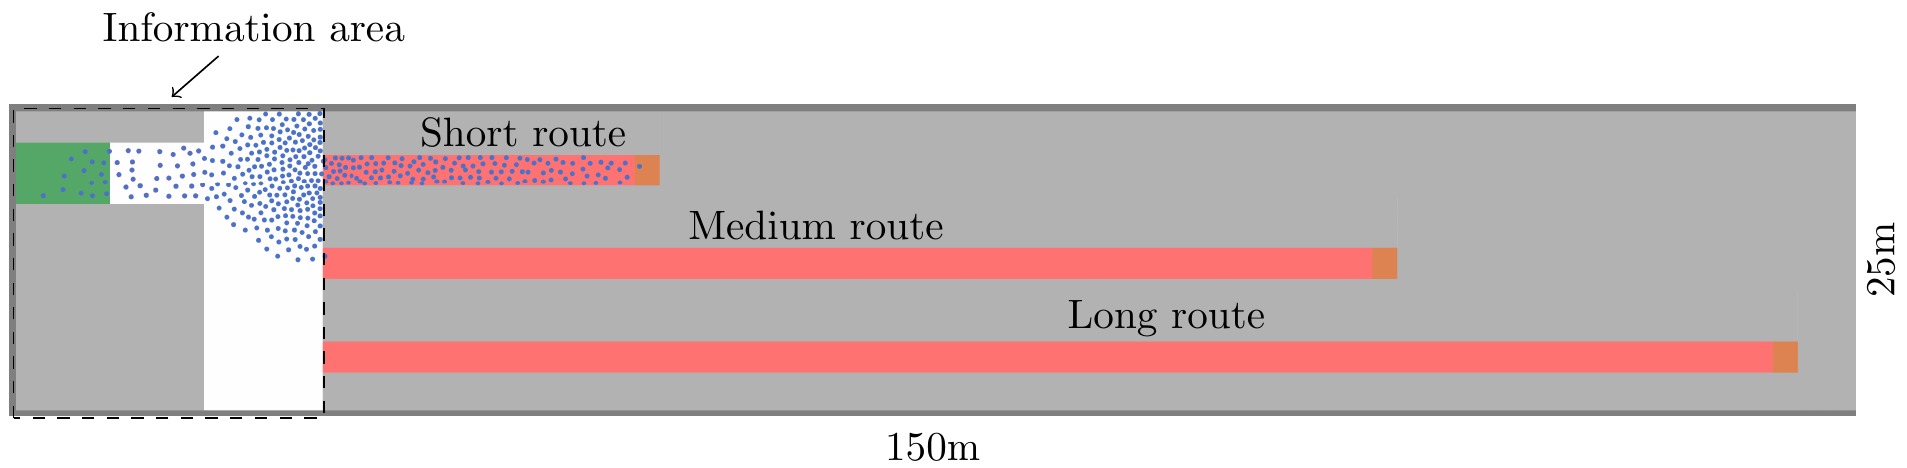 Information area
Short route
Medium route
Long route
25m
150m